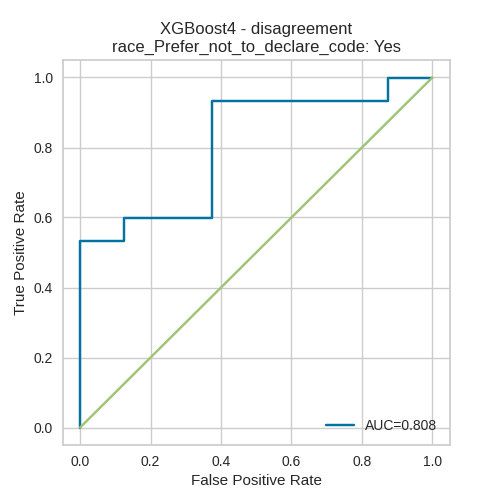 XGBoost4 - disagreement
race_Prefer_not_to_declare_code: Yes
1.0
0.8
0.6
0.4
0.2
0.0
True Positive Rate
AUC=0.808
0.0 0.2 0.4 0.6 0.8 1.0
False Positive Rate